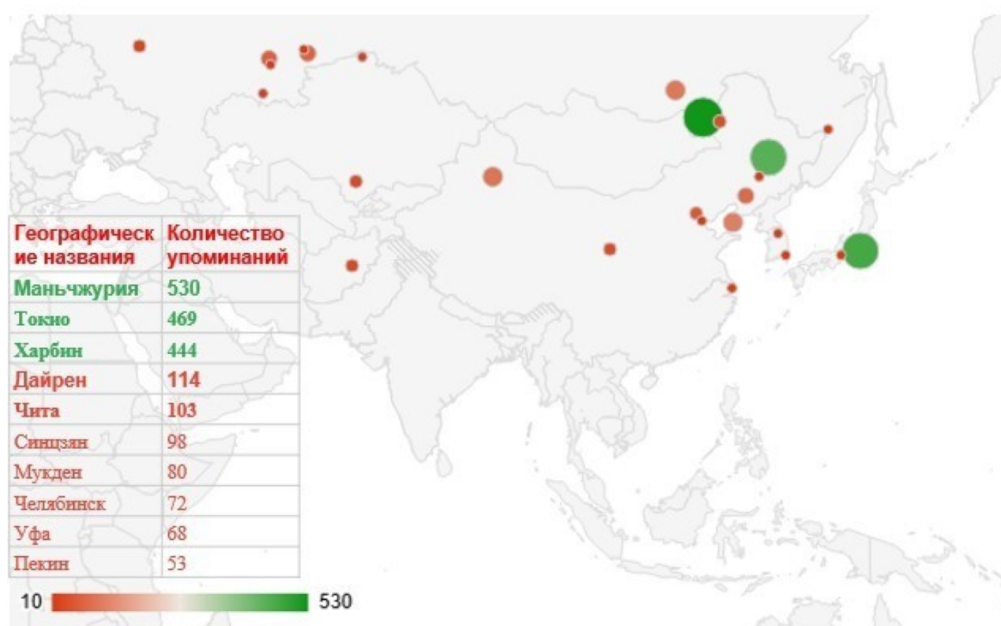 Географическ Количество
ие названия упоминаний
Маньчжурия 530
Токио 469
Харбин 444
Дайрен 114
Чита 103
Синцзян 98
Мукден 80
Челябинск 72
Уфа 68
Пекин 53
10 530